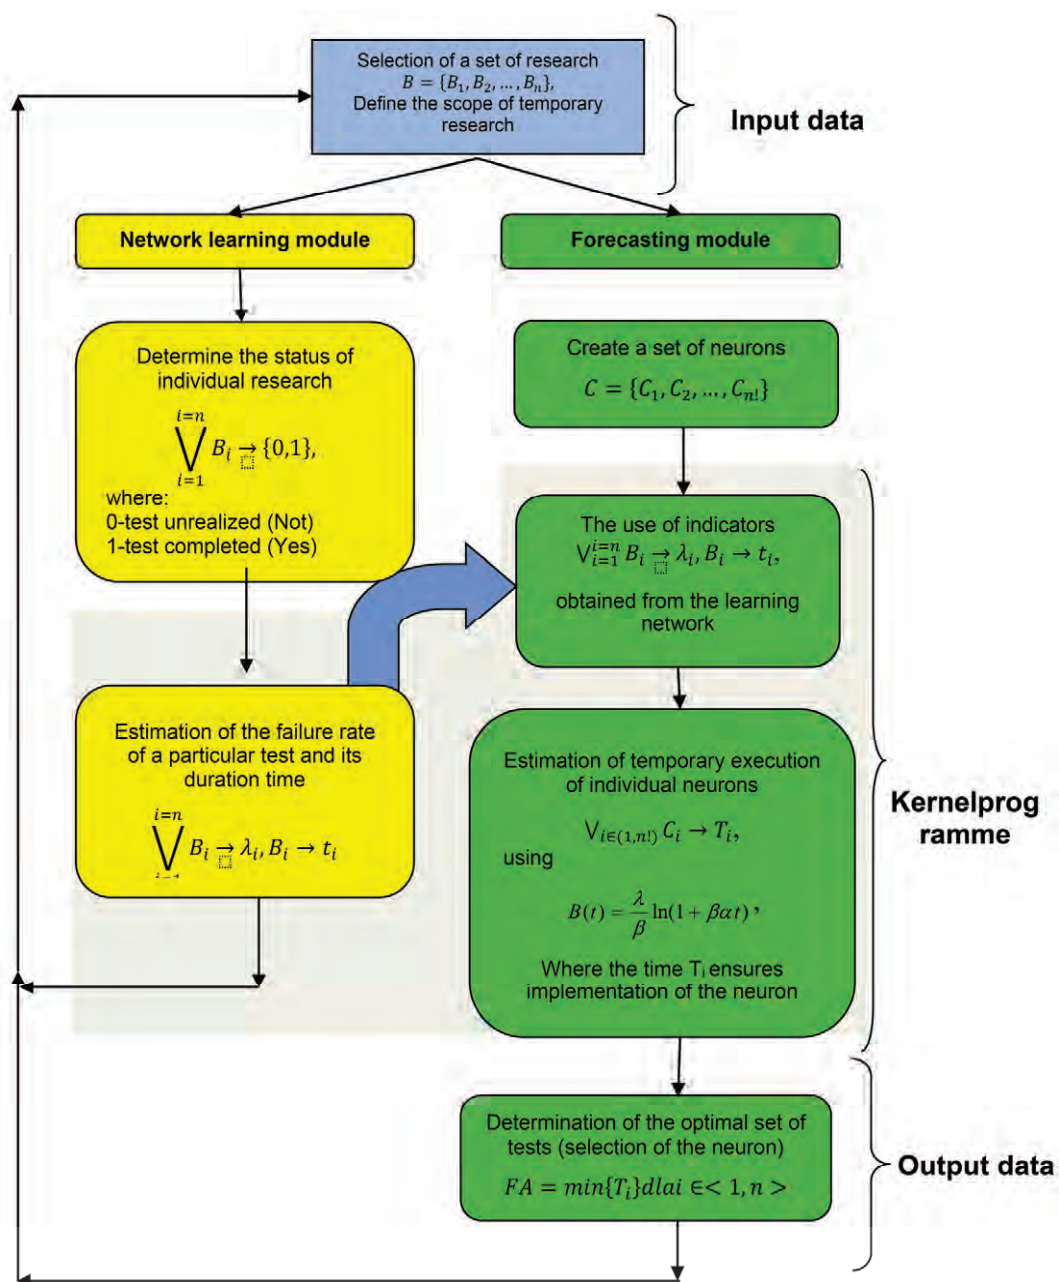 Selection of a set of research
B = {B₁, B₂, ... , Bₙ},
Define the scope of temporary
research
Input data
Network learning module
Forecasting module
Determine the status of
individual research
i=n
⋁ Bᵢ → {0,1},
i=1
where:
0-test unrealized (Not)
1-test completed (Yes)
Create a set of neurons
C = {C₁, C₂, ... , Cₙ!}
The use of indicators
⋁ᵢ₌₁ⁱ⁼ⁿ Bᵢ → λᵢ, Bᵢ → tᵢ,
obtained from the learning
network
Estimation of the failure rate
of a particular test and its
duration time
i=n
⋁ Bᵢ → λᵢ, Bᵢ → tᵢ
Estimation of temporary execution
of individual neurons
⋁ᵢ∈(1,n!) Cᵢ → Tᵢ,
using
B(t) = λ/β ln(1 + βαt) ,
Where the time Tᵢ ensures
implementation of the neuron
Kernelprog
ramme
Determination of the optimal set of
tests (selection of the neuron)
FA = min{Tᵢ}dlai ∈< 1, n >
Output data